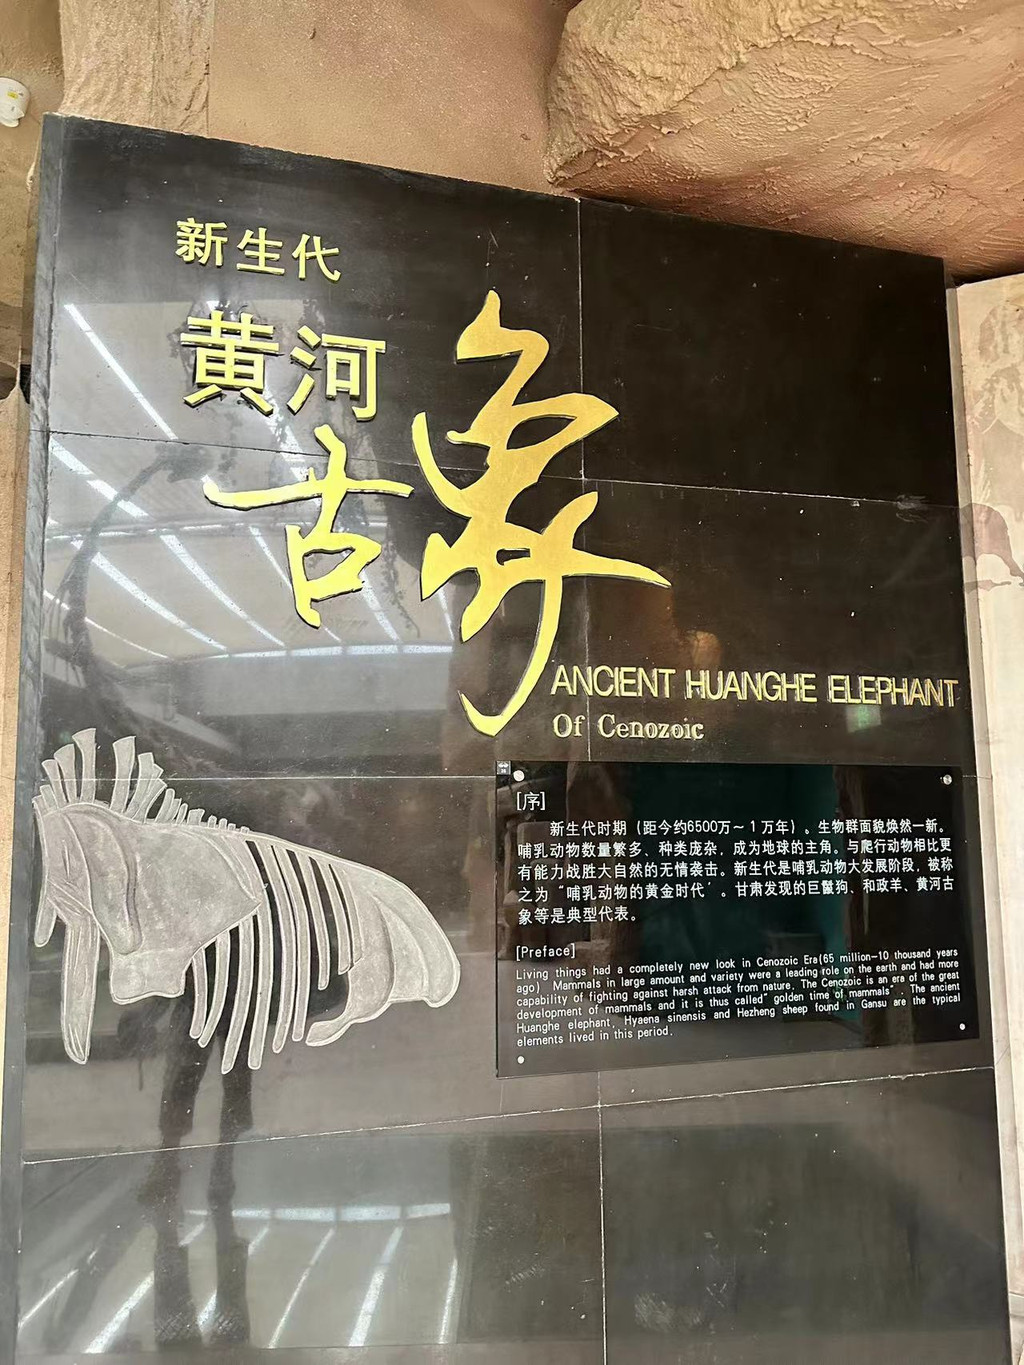 新生代
黄河
古象
ANCIENT HUANGHE ELEPHANT
Of Cenozoic
[序]
新生代时期（距今约6500万～1万年）。生物群面貌焕然一新。
哺乳动物数量繁多、种类庞杂，成为地球的主角。与爬行动物相比更
有能力战胜大自然的无情袭击。新生代是哺乳动物大发展阶段，被称
之为“哺乳动物的黄金时代’。甘肃发现的巨鬣狗、和政羊、黄河古
象等是典型代表。
[Preface]
Living things had a completely new look in Cenozoic Era(65 million-10 thousand years
ago) Mammals in large amount and variety were a leading role on the earth and had more
capability of fighting against harsh attack from nature. The Cenozoic is an era of the great
development of mammals and it is thus called" golden time of mammals". The ancient
Huanghe elephant, Hyaena sinensis and Hezheng sheep found in Gansu are the typical
elements lived in this period.